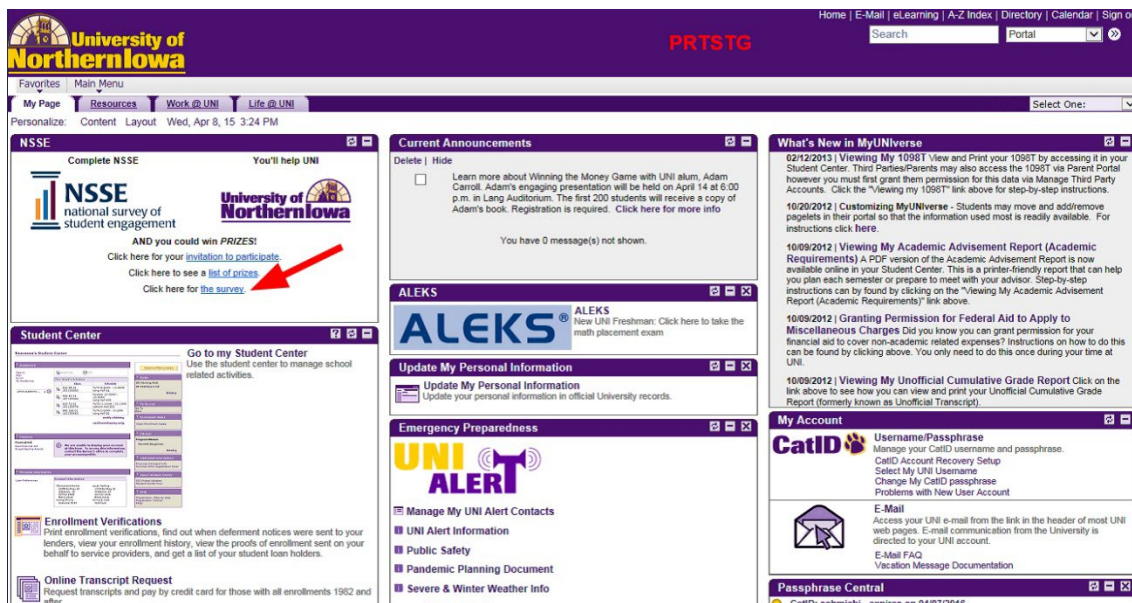 Home | E-Mail | eLearning | A-Z Index | Directory | Calendar | Sign
University of
NorthernIowa
PRTSTG
Search
Portal
Favorites Main Menu
My Page Resources Work @ UNI Life @ UNI
Select One:
Personalize: Content Layout Wed, Apr 8, 15 3:24 PM
NSSE
Complete NSSE You'll help UNI
NSSE
national survey of
student engagement
University of
NorthernIowa
AND you could win PRIZES!
Click here for your invitation to participate.
Click here to see a list of prizes.
Click here for the survey.
Student Center
Go to my Student Center
Use the student center to manage school
related activities.
Enrollment Verifications
Print enrollment verifications, find out when deferment notices were sent to your
lenders, view your enrollment history, view the proofs of enrollment sent on your
behalf to service providers, and get a list of your student loan holders.
Online Transcript Request
Request transcripts and pay by credit card for those with all enrollments 1982 and
after
Current Announcements
Delete | Hide
Learn more about Winning the Money Game with UNI alum, Adam
Carroll. Adam's engaging presentation will be held on April 14 at 6:00
p.m. in Lang Auditorium. The first 200 students will receive a copy of
Adam's book. Registration is required. Click here for more info
You have 0 message(s) not shown.
ALEKS
ALEKS®
ALEKS
New UNI Freshman: Click here to take the
math placement exam
Update My Personal Information
Update My Personal Information
Update your personal information in official University records.
Emergency Preparedness
UNI
ALERT
Manage My UNI Alert Contacts
UNI Alert Information
Public Safety
Pandemic Planning Document
Severe & Winter Weather Info
What's New in MyUNIverse
02/12/2013 | Viewing My 1098T View and Print your 1098T by accessing it in your
Student Center. Third Parties/Parents may also access the 1098T via Parent Portal
however you must first grant them permission for this data via Manage Third Party
Accounts. Click the "Viewing my 1098T" link above for step-by-step instructions.
10/20/2012 | Customizing MyUNIverse - Students may move and add/remove
pagelets in their portal so that the information used most is readily available. For
instructions click here.
10/09/2012 | Viewing My Academic Advisement Report (Academic
Requirements) A PDF version of the Academic Advisement Report is now
available online in your Student Center. This is a printer-friendly report that can help
you plan each semester or prepare to meet with your advisor. Step-by-step
instructions can by found by clicking on the "Viewing My Academic Advisement
Report (Academic Requirements)" link above.
10/09/2012 | Granting Permission for Federal Aid to Apply to
Miscellaneous Charges Did you know you can grant permission for your
financial aid to cover non-academic related expenses? Instructions on how to do this
can be found by clicking above. You only need to do this once during your time at
UNI.
10/09/2012 | Viewing My Unofficial Cumulative Grade Report Click on the
link above to see how you can view and print your Unofficial Cumulative Grade
Report (formerly known as Unofficial Transcript).
My Account
CatID
Username/Passphrase
Manage your CatID username and passphrase.
CatID Account Recovery Setup
Select My UNI Username
Change My CatID passphrase
Problems with New User Account
E-Mail
Access your UNI e-mail from the link in the header of most UNI
web pages. E-mail communication from the University is
directed to your UNI account.
E-Mail FAQ
Vacation Message Documentation
Passphrase Central